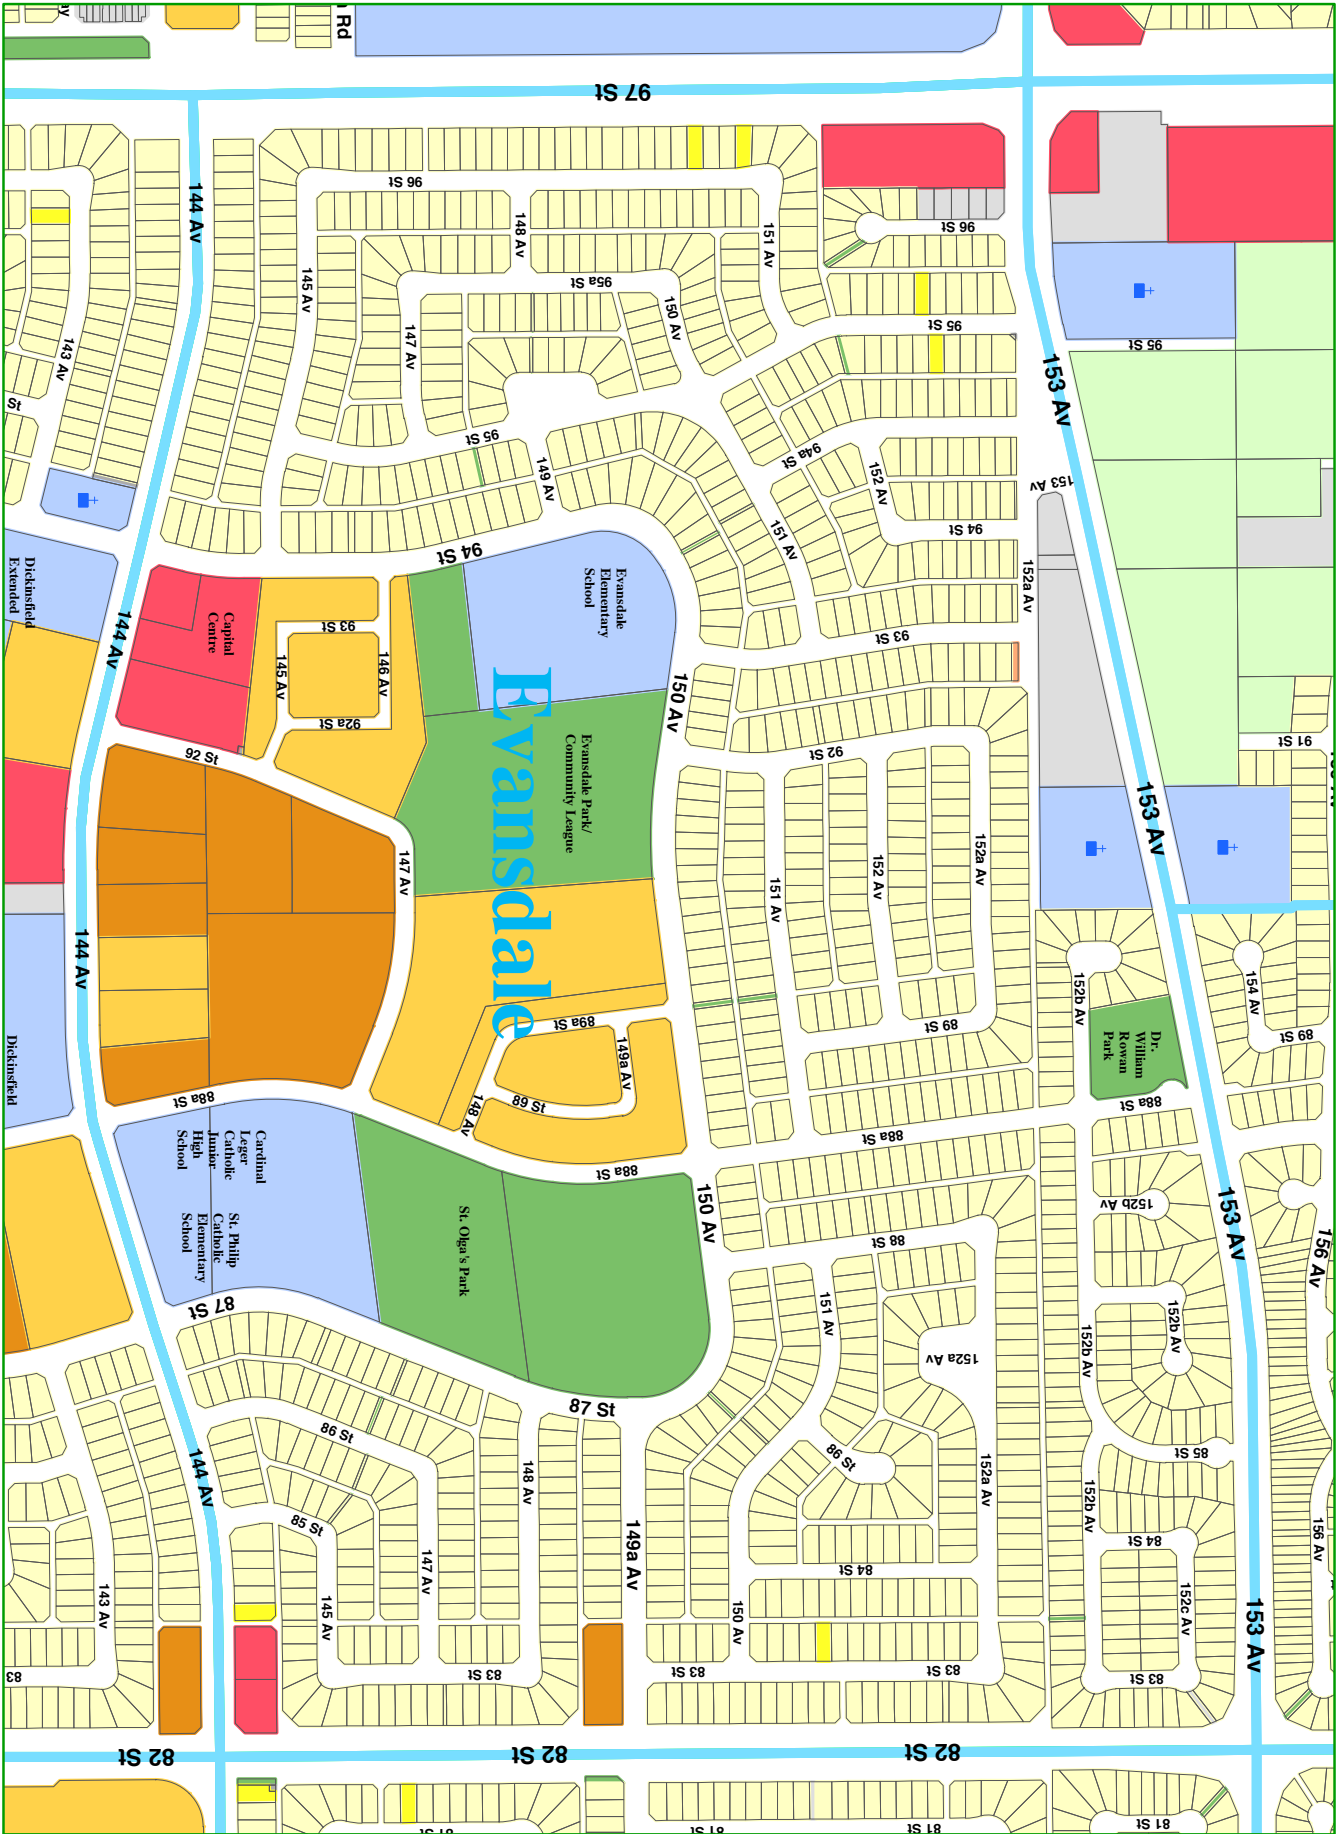 Rd
97 St
144 Av
96 St
148 Av
151 Av
96 St
145 Av
95a St
150 Av
147 Av
143 Av
95 St
95 St
153 Av
St
95 St
149 Av
94a St
152 Av
153 Av
151 Av
94 St
94 St
152a Av
Dickinsfield
Extended
Evansdale
Elementary
School
144 Av
Capital
Centre
93 St
93 St
145 Av
146 Av
92a St
150 Av
Evansdale
Evansdale Park/
Community League
92 St
92 St
91 St
153 Av
147 Av
151 Av
152 Av
152a Av
144 Av
152b Av
154 Av
89a St
89 St
89 St
149a Av
Dr.
William
Rowan
Park
Dickinsfield
88a St
89 St
148 Av
88a St
88a St
88a St
Cardinal
Leger
Catholic
Junior
High
School
St. Philip
Catholic
Elementary
School
St. Olga's Park
150 Av
152b Av
153 Av
156 Av
88 St
87 St
151 Av
152a Av
152b Av
152b Av
87 St
86 St
86 St
85 St
144 Av
148 Av
152a Av
152b Av
85 St
149a Av
84 St
84 St
156 Av
147 Av
143 Av
145 Av
150 Av
152c Av
153 Av
83
83 St
83 St
83 St
83 St
82 St
82 St
82 St
81 St
81 St
81 St
81 St